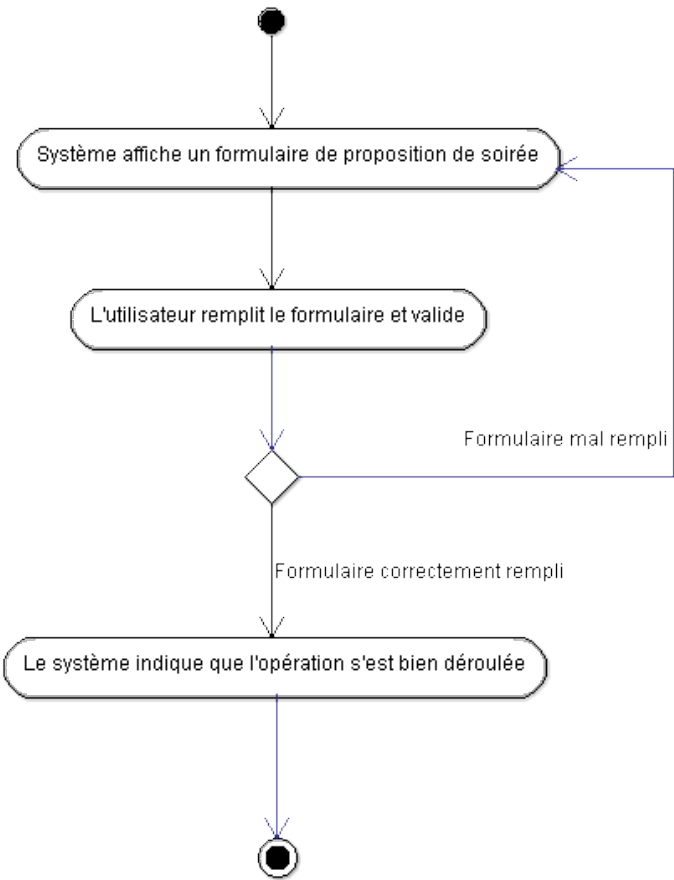 Système affiche un formulaire de proposition de soirée
L'utilisateur remplit le formulaire et valide
Formulaire mal rempli
Formulaire correctement rempli
Le système indique que l'opération s'est bien déroulée